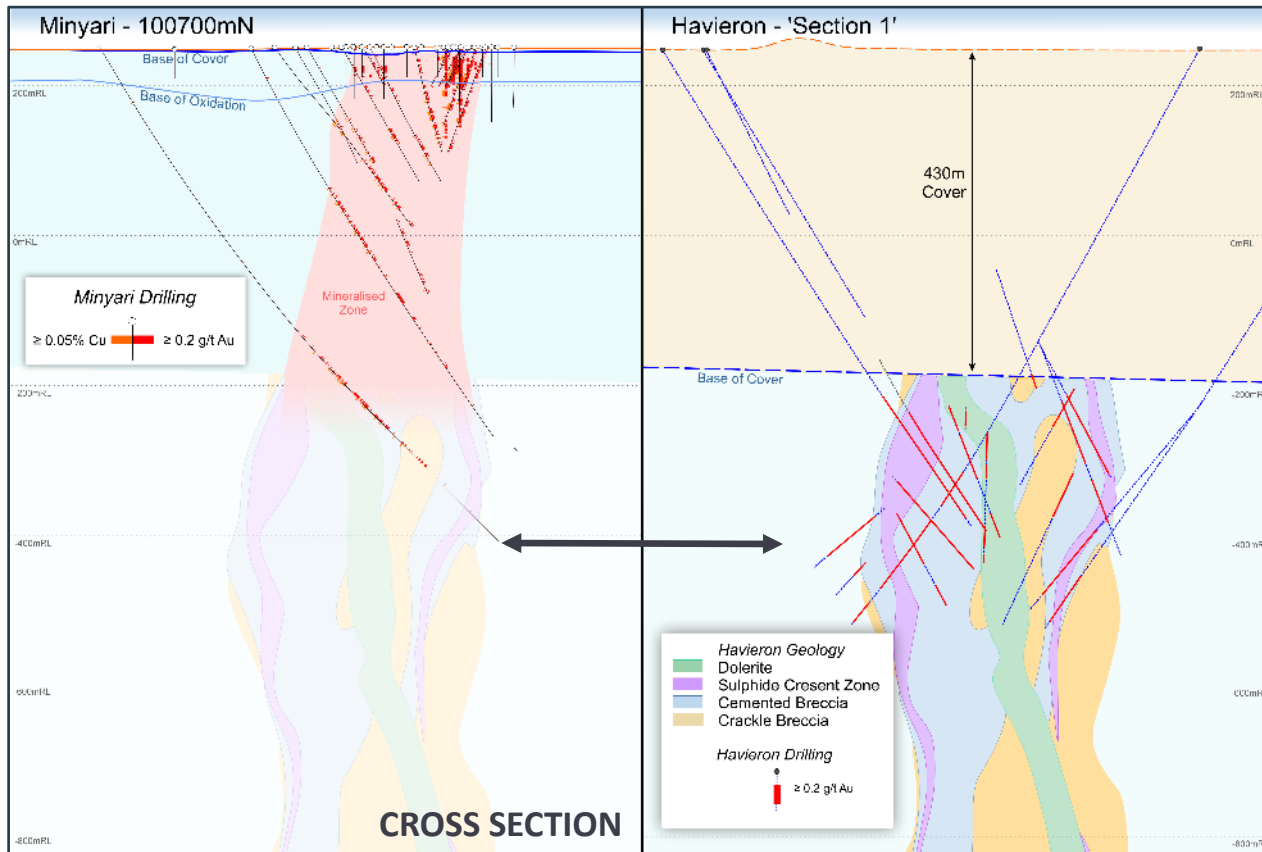 Minyari - 100700mN
Base of Cover
200mRL
Base of Oxidation
0mRL
Minyari Drilling
≥ 0.05% Cu
≥ 0.2 g/t Au
Mineralised
Zone
-200mRL
-400mRL
-600mRL
-800mRL
CROSS SECTION
Havieron - 'Section 1'
200mRL
430m
Cover
0mRL
Base of Cover
-200mRL
-400mRL
Havieron Geology
Dolerite
Sulphide Cresent Zone
Cemented Breccia
Crackle Breccia
Havieron Drilling
≥ 0.2 g/t Au
600mRL
-800mRL